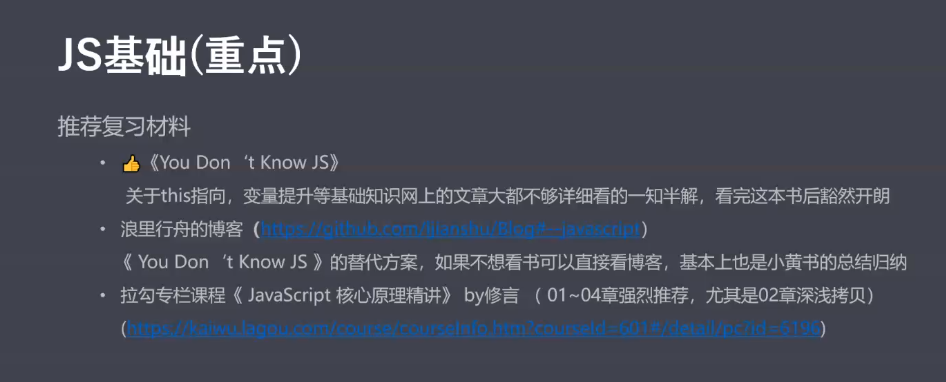 JS基础(重点)
推荐复习材料
• 👍《You Don‘t Know JS》
关于this指向，变量提升等基础知识网上的文章大都不够详细看的一知半解，看完这本书后豁然开朗
• 浪里行舟的博客（https://github.com/ljianshu/Blog#--javascript）
《 You Don‘t Know JS 》的替代方案，如果不想看书可以直接看博客，基本上也是小黄书的总结归纳
• 拉勾专栏课程《 JavaScript 核心原理精讲》 by修言 （ 01~04章强烈推荐，尤其是02章深浅拷贝）
(https://kaiwu.lagou.com/course/courseInfo.htm?courseId=601#/detail/pc?id=6196)